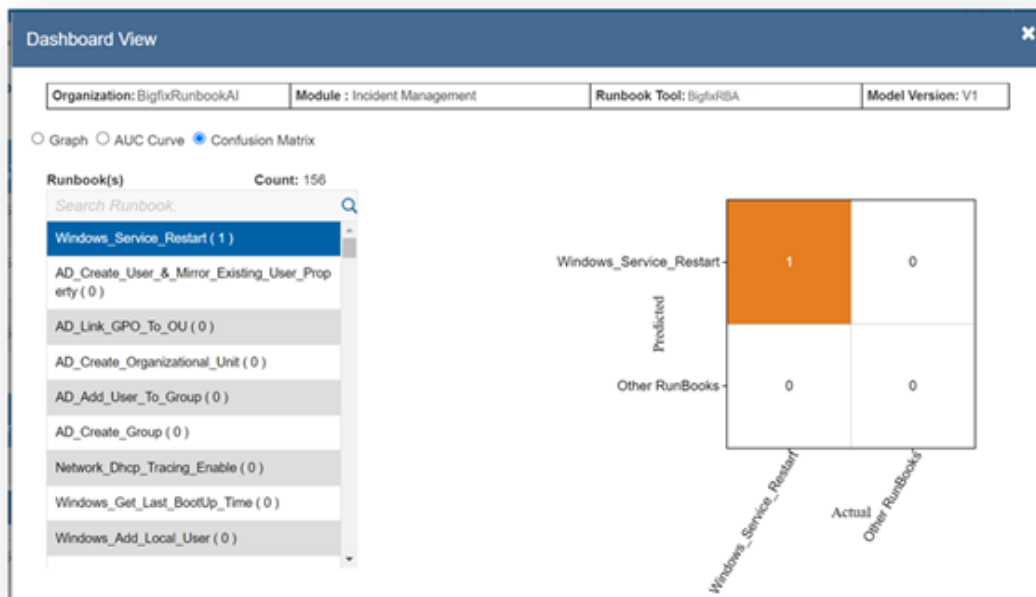 Dashboard View
Organization: BigfixRunbookAI Module : Incident Management Runbook Tool: BigfixRBA Model Version: V1
Graph AUC Curve Confusion Matrix
Runbook(s) Count: 156
Search Runbook.
Windows_Service_Restart ( 1 )
AD_Create_User_&_Mirror_Existing_User_Prop
erty ( 0 )
AD_Link_GPO_To_OU ( 0 )
AD_Create_Organizational_Unit ( 0 )
AD_Add_User_To_Group ( 0 )
AD_Create_Group ( 0 )
Network_Dhcp_Tracing_Enable ( 0 )
Windows_Get_Last_BootUp_Time ( 0 )
Windows_Add_Local_User ( 0 )
Windows_Service_Restart 1 0
Predicted
Other RunBooks 0 0
Windows_Service_Restart
Other RunBooks
Actual